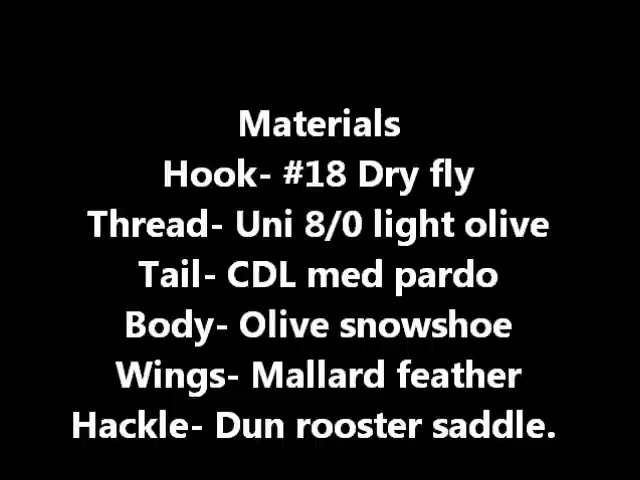 Materials
Hook- #18 Dry fly
Thread- Uni 8/0 light olive
Tail- CDL med pardo
Body- Olive snowshoe
Wings- Mallard feather
Hackle- Dun rooster saddle.